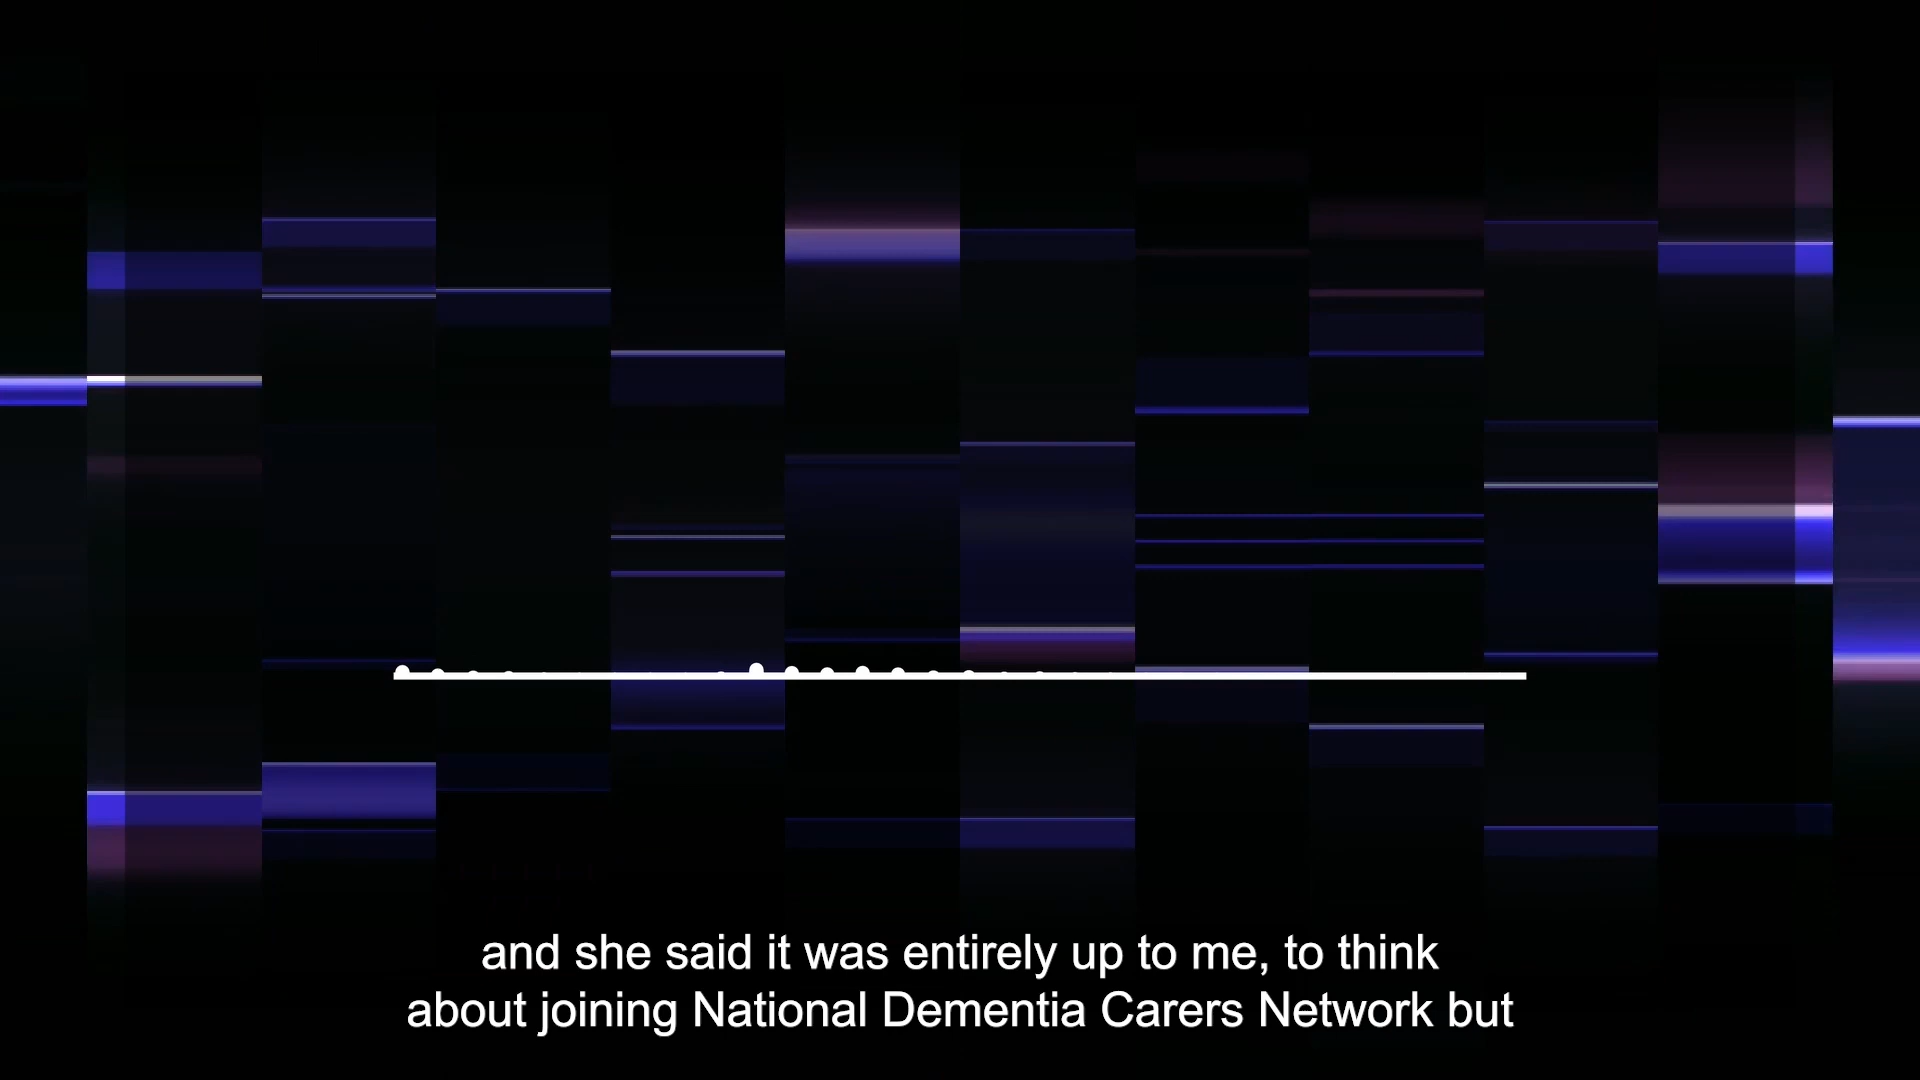 and she said it was entirely up to me, to think
about joining National Dementia Carers Network but